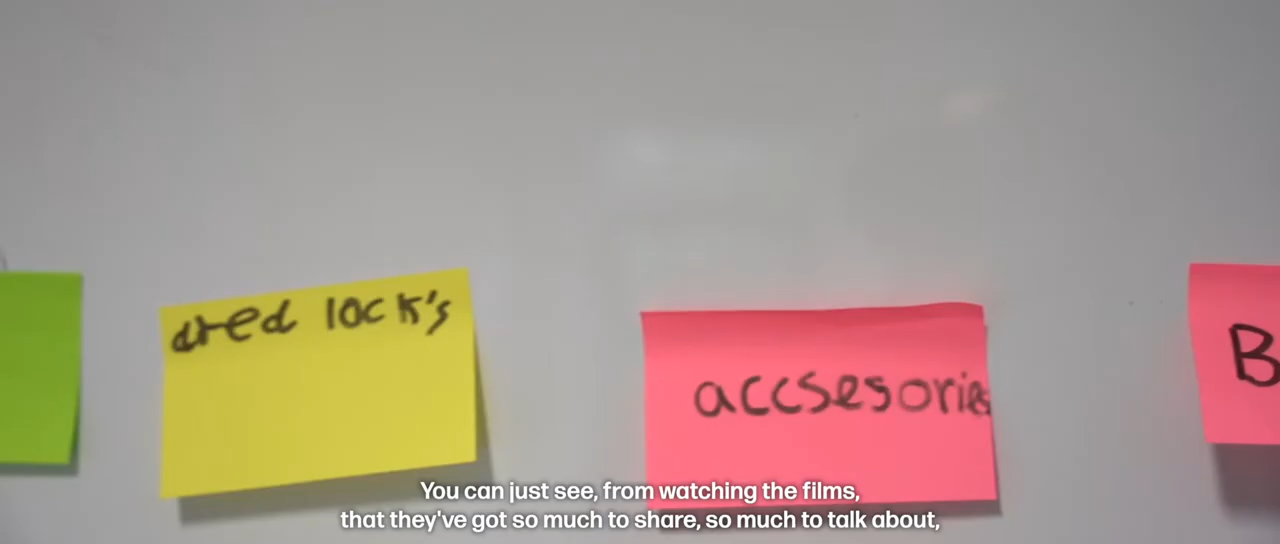 dred lock's
accsesories
B
You can just see, from watching the films,
that they've got so much to share, so much to talk about,